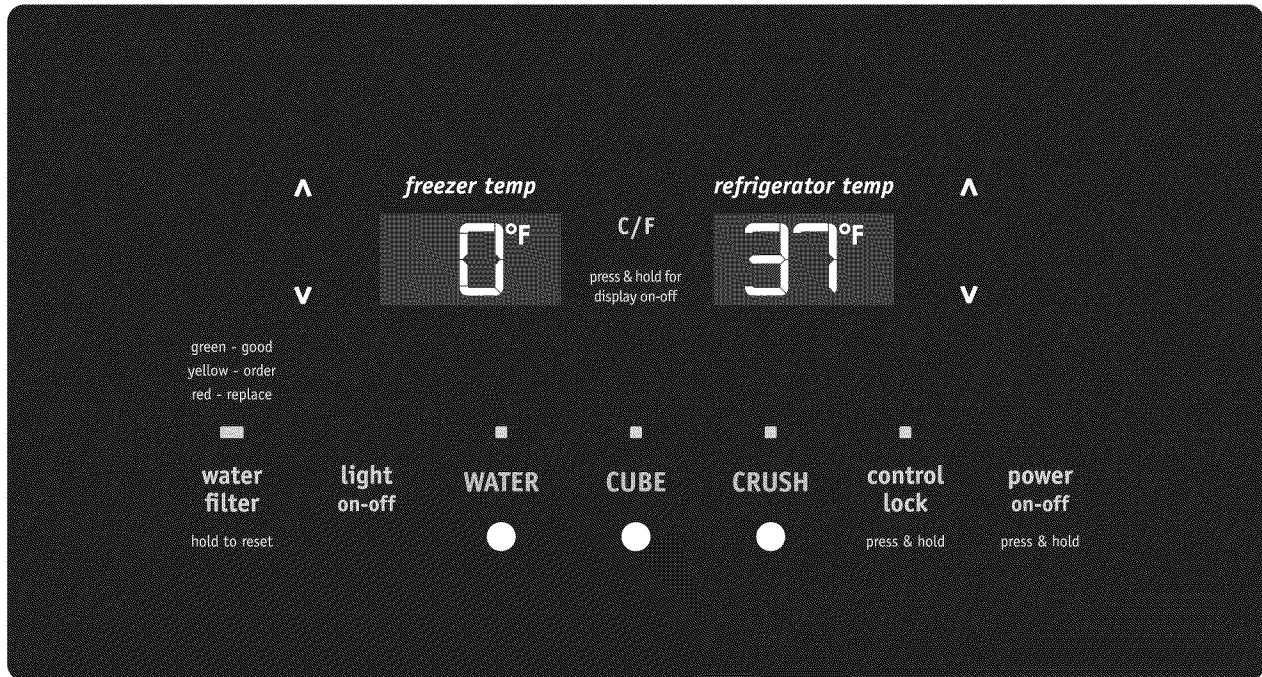 ^ freezer temp refrigerator temp ^
0°F C/F 37°F
press & hold for
display on-off
v v
green - good
yellow - order
red - replace
water
filter
hold to reset
light
on-off
WATER
CUBE
CRUSH
control
lock
press & hold
power
on-off
press & hold